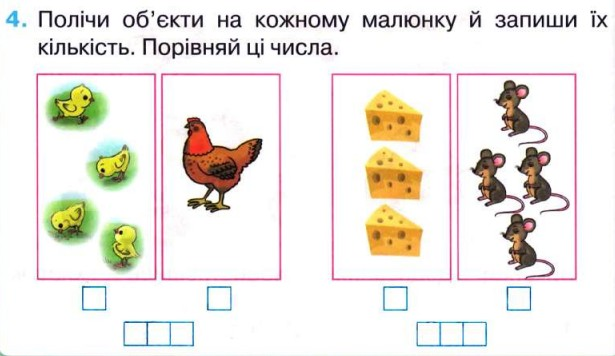 4. Полічи об’єкти на кожному малюнку й запиши їх
кількість. Порівняй ці числа.